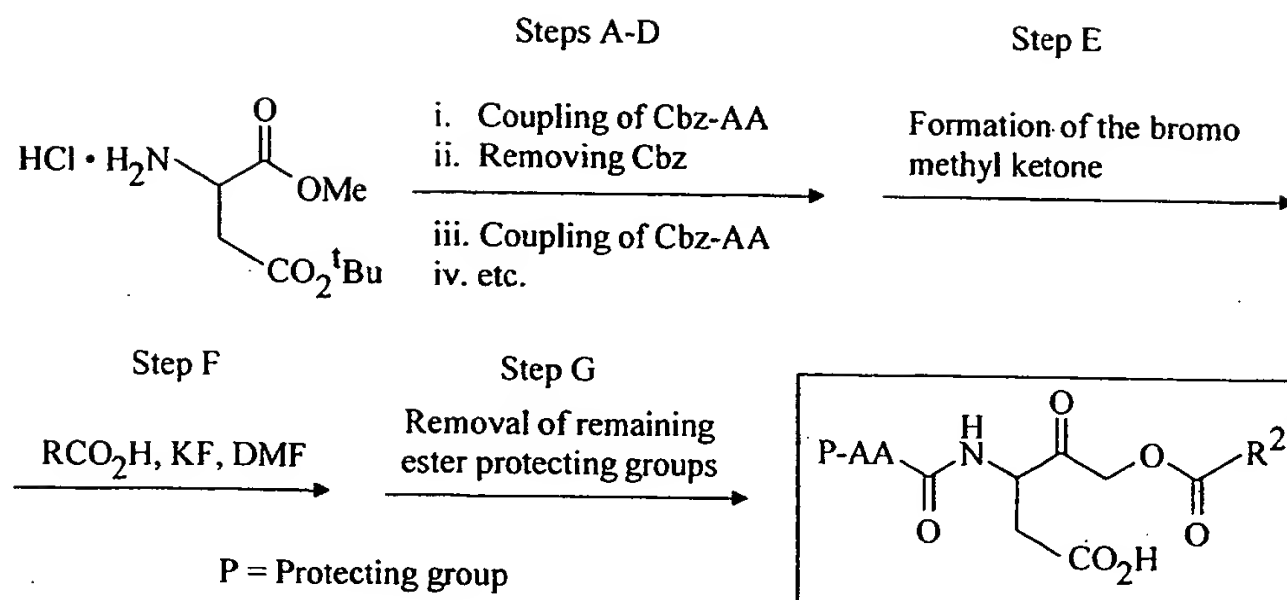 Steps A-D
Step E
HCl • H₂N
O
OMe
CO₂ᵗBu
i. Coupling of Cbz-AA
ii. Removing Cbz
iii. Coupling of Cbz-AA
iv. etc.
Formation of the bromo
methyl ketone
Step F
RCO₂H, KF, DMF
Step G
Removal of remaining
ester protecting groups
P-AA
O
H
N
O
O
O
R²
CO₂H
P = Protecting group